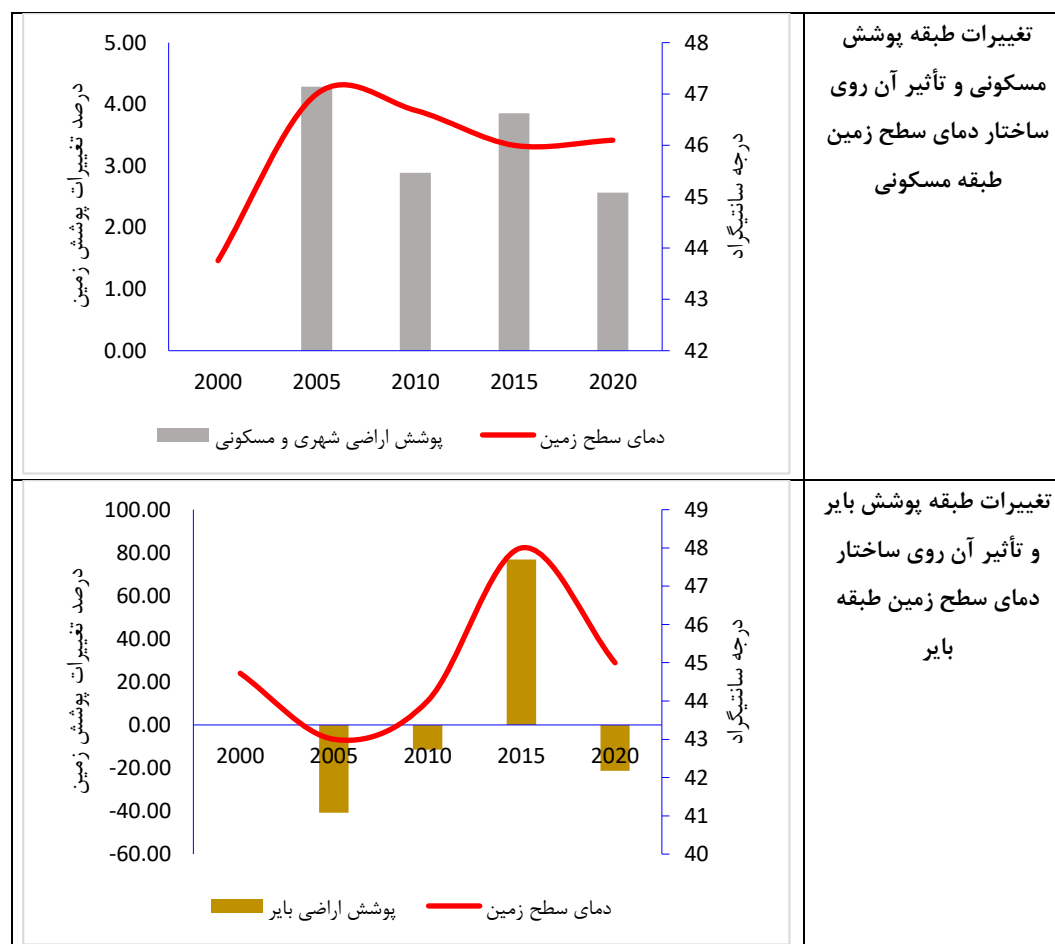 تغییرات طبقه پوشش
مسکونی و تأثیر آن روی
ساختار دمای سطح زمین
طبقه مسکونی
درصد تغییرات پوشش زمین
5.00
4.00
3.00
2.00
1.00
0.00
درجه سانتیگراد
48
47
46
45
44
43
42
2000 2005 2010 2015 2020
پوشش اراضی شهری و مسکونی دمای سطح زمین
تغییرات طبقه پوشش بایر
و تأثیر آن روی ساختار
دمای سطح زمین طبقه
بایر
درصد تغییرات پوشش زمین
100.00
80.00
60.00
40.00
20.00
0.00
-20.00
-40.00
-60.00
درجه سانتیگراد
49
48
47
46
45
44
43
42
41
40
2000 2005 2010 2015 2020
پوشش اراضی بایر دمای سطح زمین